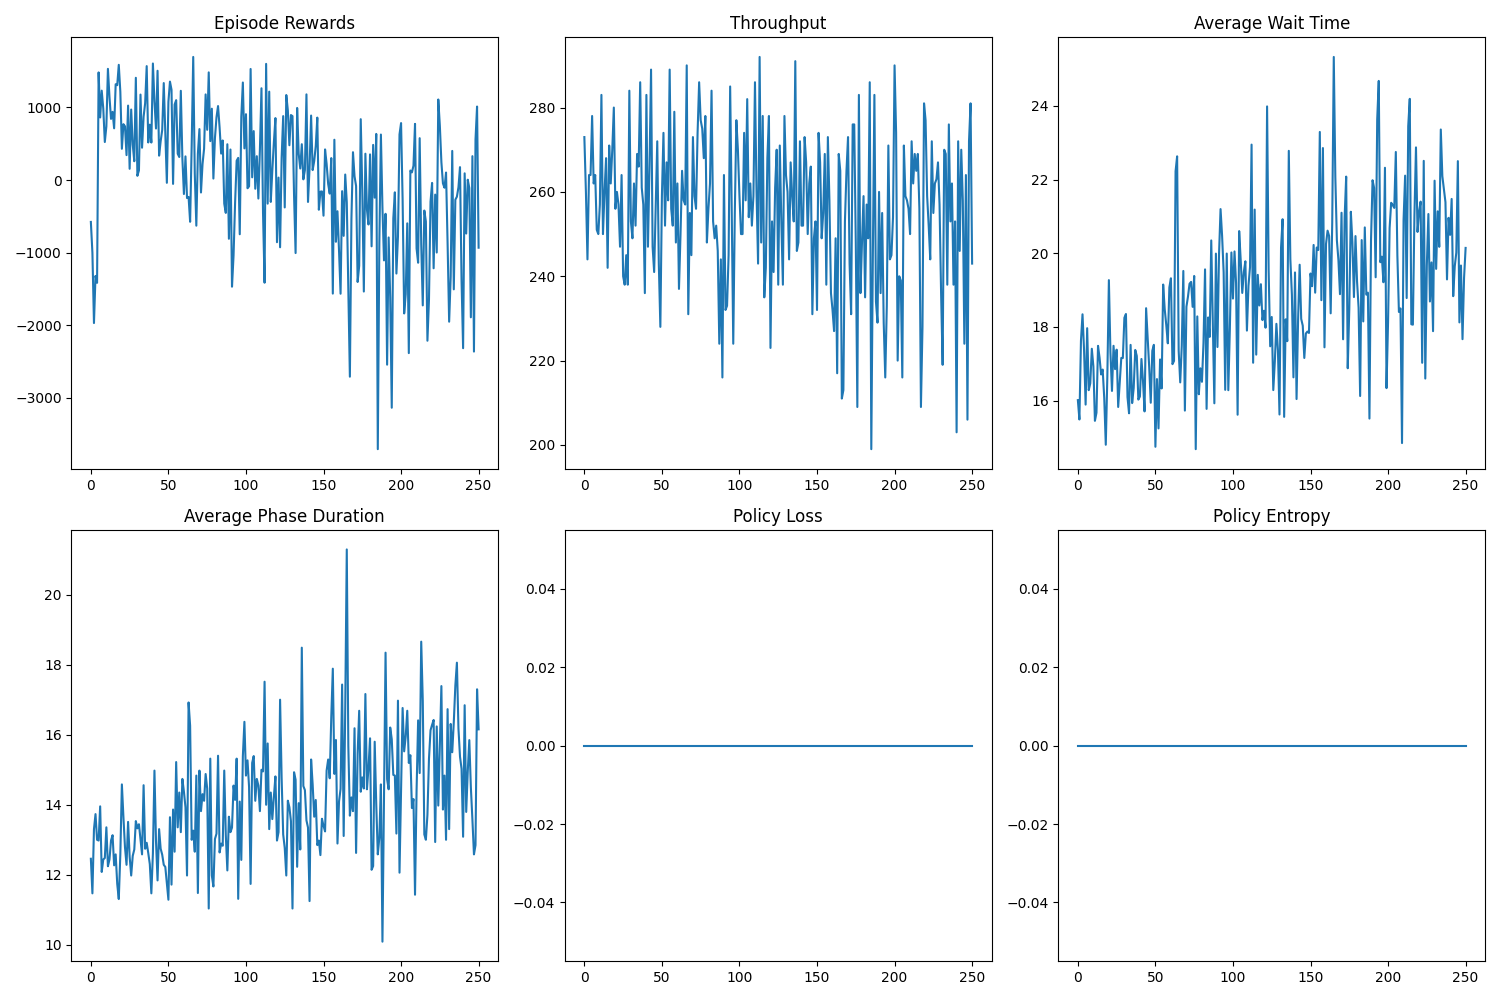 Episode Rewards
1000
0
−1000
−2000
−3000
0 50 100 150 200 250
Throughput
280
260
240
220
200
0 50 100 150 200 250
Average Wait Time
24
22
20
18
16
0 50 100 150 200 250
Average Phase Duration
20
18
16
14
12
10
0 50 100 150 200 250
Policy Loss
0.04
0.02
0.00
−0.02
−0.04
0 50 100 150 200 250
Policy Entropy
0.04
0.02
0.00
−0.02
−0.04
0 50 100 150 200 250